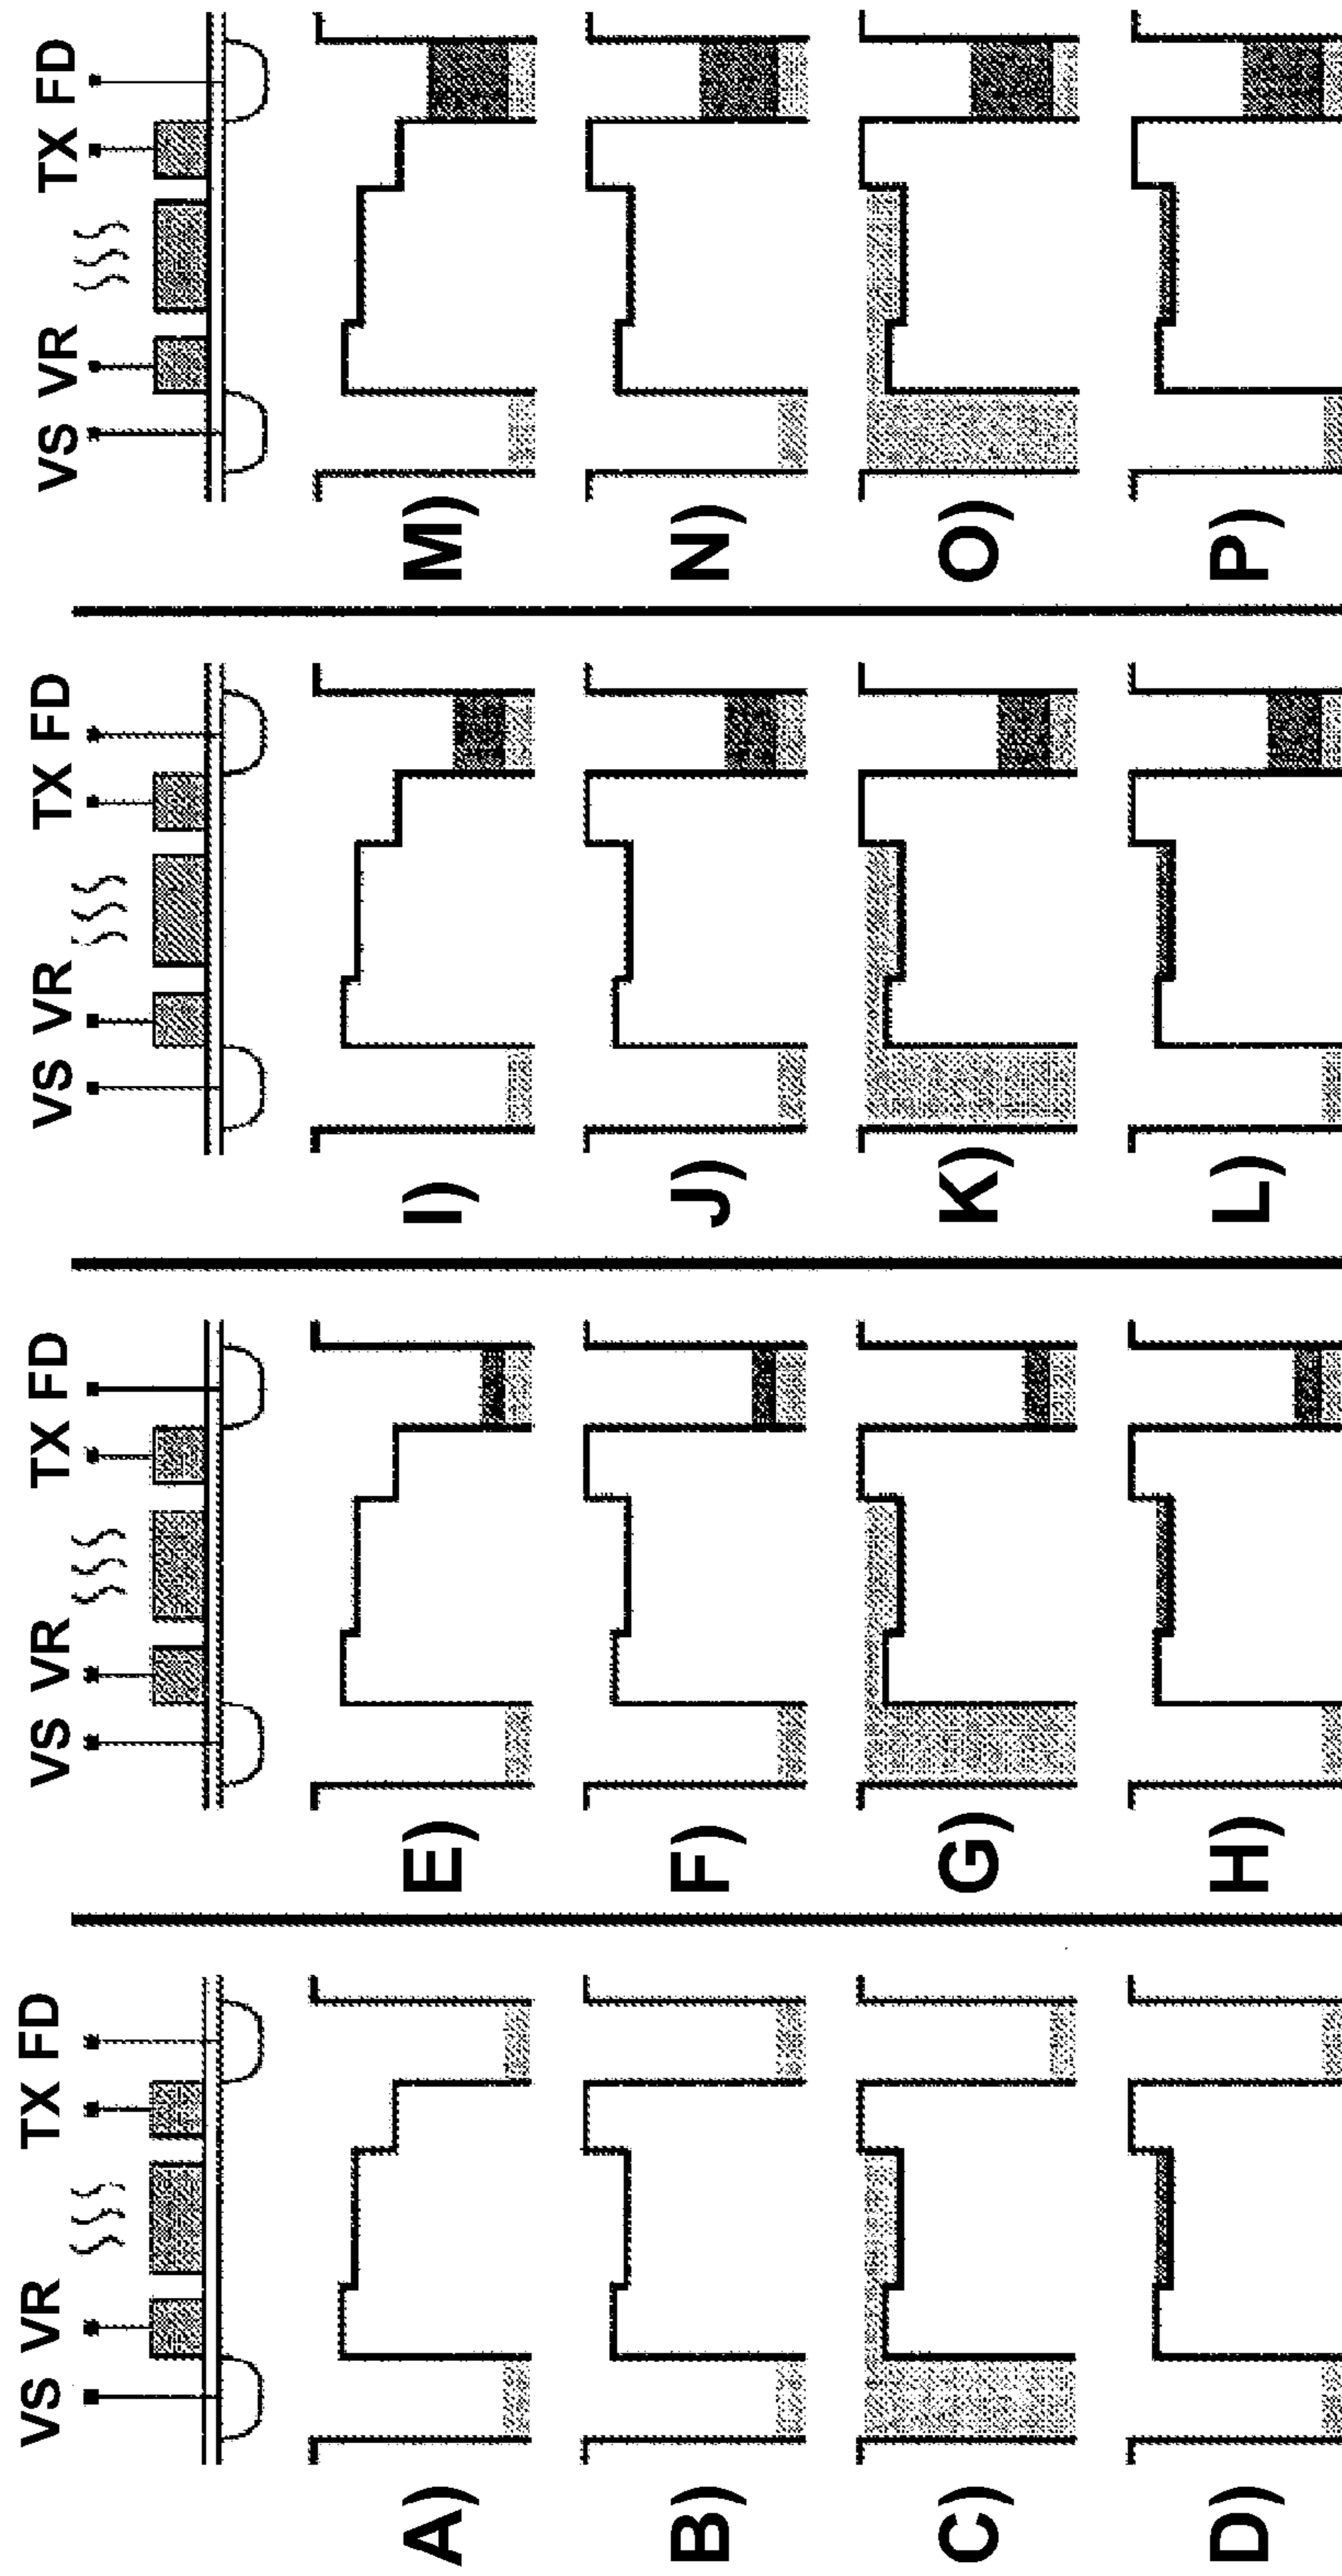 VS VR TX FD
A)
B)
C)
D)
VS VR TX FD
E)
F)
G)
H)
VS VR TX FD
I)
J)
K)
L)
VS VR TX FD
M)
N)
O)
P)